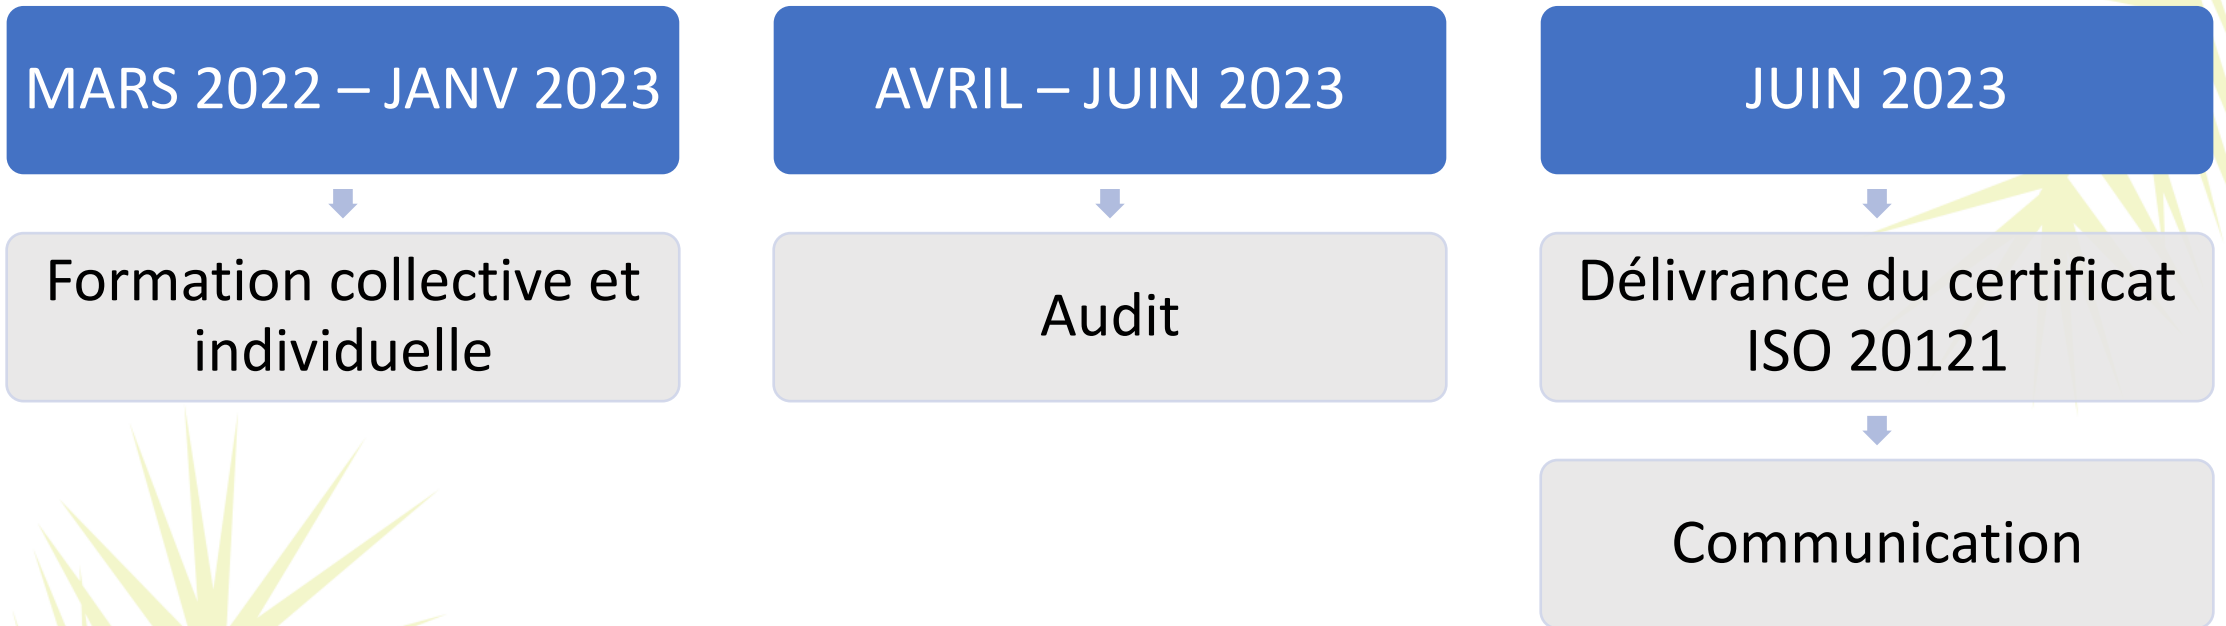 MARS 2022 – JANV 2023
Formation collective et
individuelle
AVRIL – JUIN 2023
Audit
JUIN 2023
Délivrance du certificat
ISO 20121
Communication